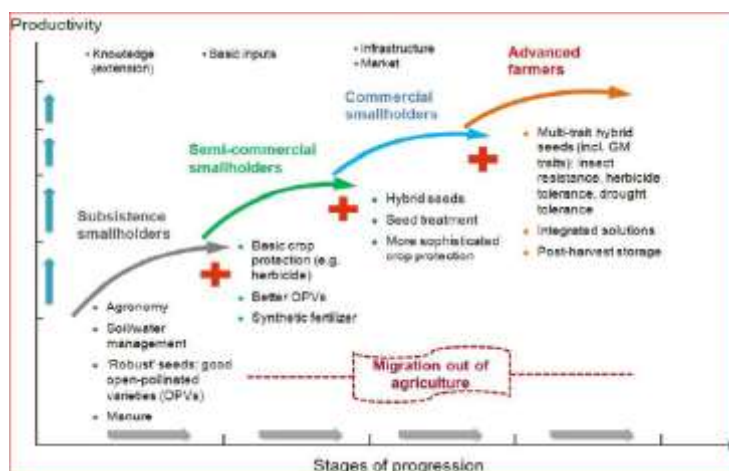 Productivity
• Knowledge
(extension)
• Basic inputs
• Infrastructure
• Market
Advanced
farmers
Commercial
smallholders
Semi-commercial
smallholders
Subsistence
smallholders
• Multi-trait hybrid
seeds (incl. GM
traits): insect
resistance, herbicide
tolerance, drought
tolerance
• Integrated solutions
• Post-harvest storage
• Hybrid seeds
• Seed treatment
• More sophisticated
crop protection
• Basic crop
protection (e.g.
herbicide)
• Better OPVs
• Synthetic fertilizer
• Agronomy
• Soil/water
management
• 'Robust' seeds: good
open-pollinated
varieties (OPVs)
• Manure
Migration out of
agriculture
Stages of progression